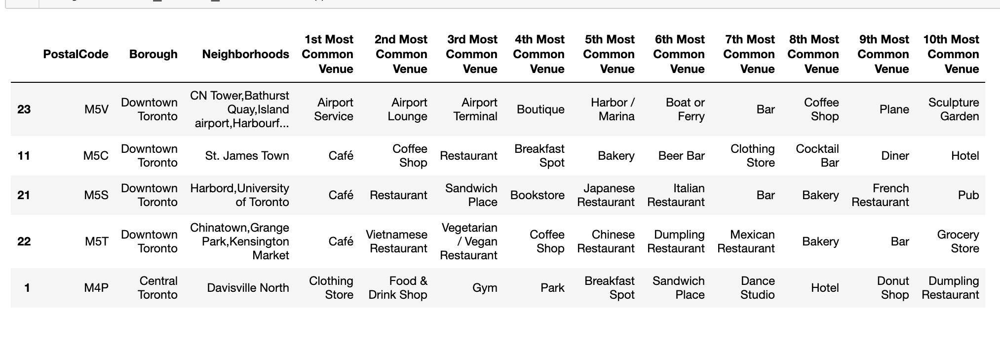 PostalCode Borough Neighborhoods 1st Most Common Venue 2nd Most Common Venue 3rd Most Common Venue 4th Most Common Venue 5th Most Common Venue 6th Most Common Venue 7th Most Common Venue 8th Most Common Venue 9th Most Common Venue 10th Most Common Venue
23 M5V Downtown Toronto CN Tower,Bathurst Quay,Island airport,Harbourf... Airport Service Airport Lounge Airport Terminal Boutique Harbor / Marina Boat or Ferry Bar Coffee Shop Plane Sculpture Garden
11 M5C Downtown Toronto St. James Town Café Coffee Shop Restaurant Breakfast Spot Bakery Beer Bar Clothing Store Cocktail Bar Diner Hotel
21 M5S Downtown Toronto Harbord,University of Toronto Café Restaurant Sandwich Place Bookstore Japanese Restaurant Italian Restaurant Bar Bakery French Restaurant Pub
22 M5T Downtown Toronto Chinatown,Grange Park,Kensington Market Café Vietnamese Restaurant Vegetarian / Vegan Restaurant Coffee Shop Chinese Restaurant Dumpling Restaurant Mexican Restaurant Bakery Bar Grocery Store
1 M4P Central Toronto Davisville North Clothing Store Food & Drink Shop Gym Park Breakfast Spot Sandwich Place Dance Studio Hotel Donut Shop Dumpling Restaurant